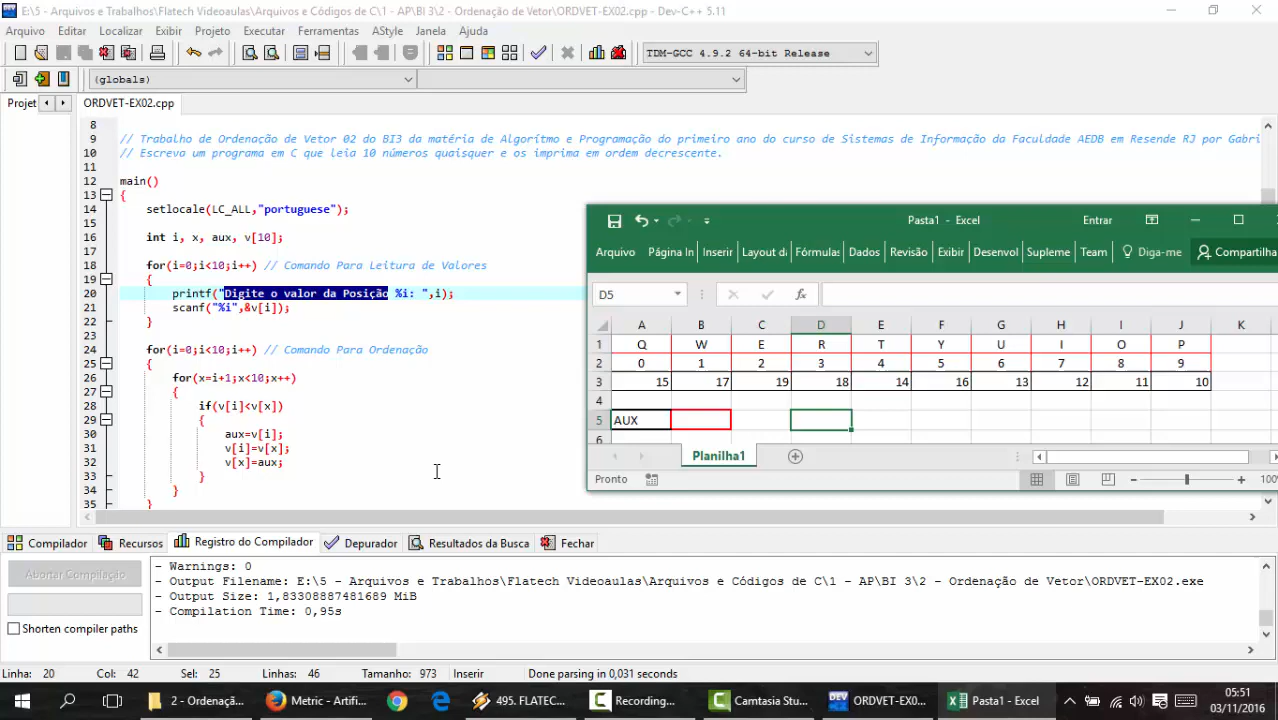 E:\5 - Arquivos e Trabalhos\Flatech Videoaulas\Arquivos e Códigos de C\1 - AP\BI 3\2 - Ordenação de Vetor\ORDVET-EX02.cpp - Dev-C++ 5.11
Arquivo Editar Localizar Exibir Projeto Executar Ferramentas AStyle Janela Ajuda
TDM-GCC 4.9.2 64-bit Release
(globals)
Projet ORDVET-EX02.cpp
8
9 // Trabalho de Ordenação de Vetor 02 do BI3 da matéria de Algorítmo e Programação do primeiro ano do curso de Sistemas de Informação da Faculdade AEDB em Resende RJ por Gabri
10 // Escreva um programa em C que leia 10 números quaisquer e os imprima em ordem decrescente.
11
12 main()
13 {
14 setlocale(LC_ALL,"portuguese");
15
16 int i, x, aux, v[10];
17
18 for(i=0;i<10;i++) // Comando Para Leitura de Valores
19 {
20 printf("Digite o valor da Posição %i: ",i);
21 scanf("%i",&v[i]);
22 }
23
24 for(i=0;i<10;i++) // Comando Para Ordenação
25 {
26 for(x=i+1;x<10;x++)
27 {
28 if(v[i]<v[x])
29 {
30 aux=v[i];
31 v[i]=v[x];
32 v[x]=aux;
33 }
34 }
35 }
Pasta1 - Excel Entrar
Arquivo Página In Inserir Layout da Fórmulas Dados Revisão Exibir Desenvol Supleme Team Diga-me Compartilha
D5 fx
A B C D E F G H I J K
1 Q W E R T Y U I O P
2 0 1 2 3 4 5 6 7 8 9
3 15 17 19 18 14 16 13 12 11 10
4
5 AUX
6
Planilha1
Pronto 100%
Compilador Recursos Registro do Compilador Depurador Resultados da Busca Fechar
Abortar Compilação
Shorten compiler paths
- Warnings: 0
- Output Filename: E:\5 - Arquivos e Trabalhos\Flatech Videoaulas\Arquivos e Códigos de C\1 - AP\BI 3\2 - Ordenação de Vetor\ORDVET-EX02.exe
- Output Size: 1,83308887481689 MiB
- Compilation Time: 0,95s
Linha: 20 Col: 42 Sel: 25 Linhas: 46 Tamanho: 973 Inserir Done parsing in 0,031 seconds
2 - Ordenaçã... Metric - Artifi... 495. FLATEC... Recording... Camtasia Stu... DEV ORDVET-EX0... Pasta1 - Excel
05:51
03/11/2016